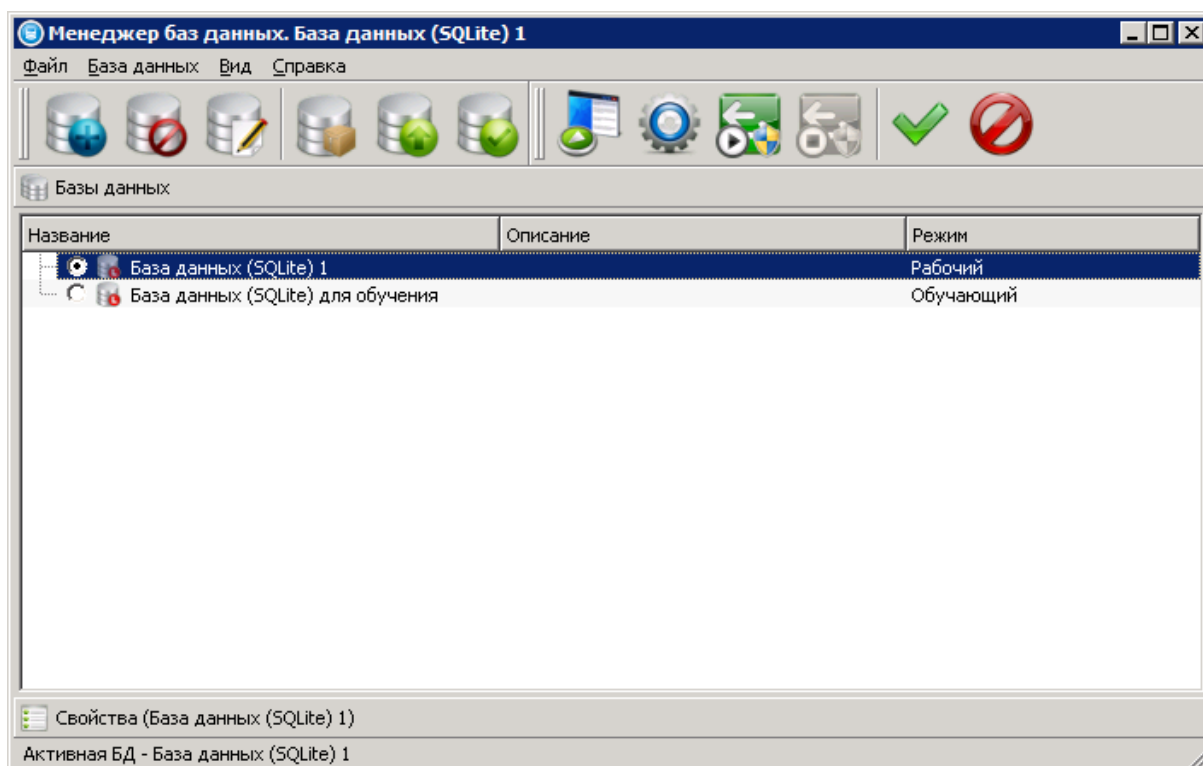 Менеджер баз данных. База данных (SQLite) 1
Файл База данных Вид Справка
Базы данных
Название Описание Режим
База данных (SQLite) 1 Рабочий
База данных (SQLite) для обучения Обучающий
Свойства (База данных (SQLite) 1)
Активная БД - База данных (SQLite) 1